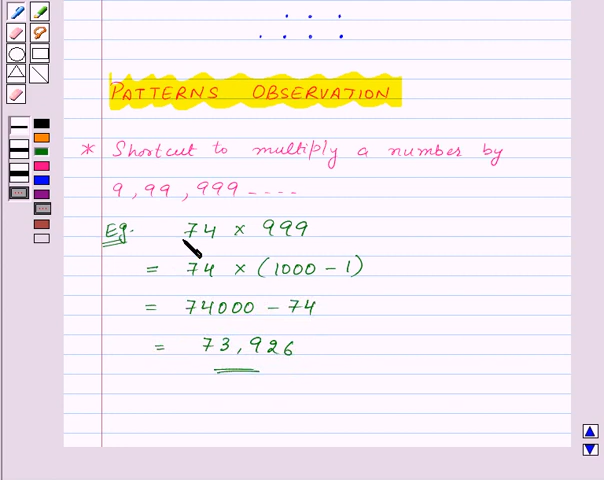 PATTERNS OBSERVATION
* Shortcut to multiply a number by
9, 99, 999 ----
Eg. 74 × 999
= 74 × (1000 - 1)
= 74000 - 74
= 73,926